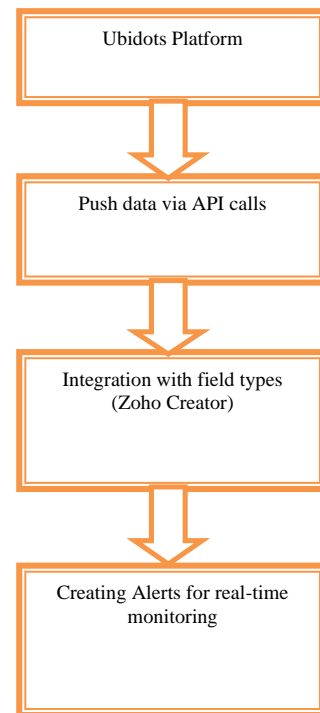 Ubidots Platform
Push data via API calls
Integration with field types
(Zoho Creator)
Creating Alerts for real-time
monitoring